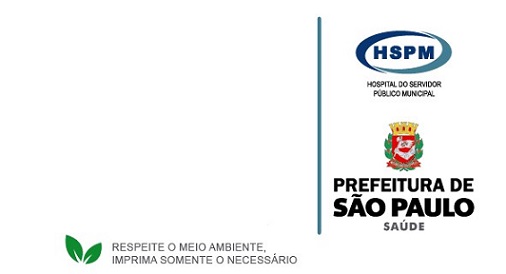 HSPM
HOSPITAL DO SERVIDOR
PÚBLICO MUNICIPAL
PREFEITURA DE
SÃO PAULO
SAÚDE
RESPEITE O MEIO AMBIENTE,
IMPRIMA SOMENTE O NECESSÁRIO